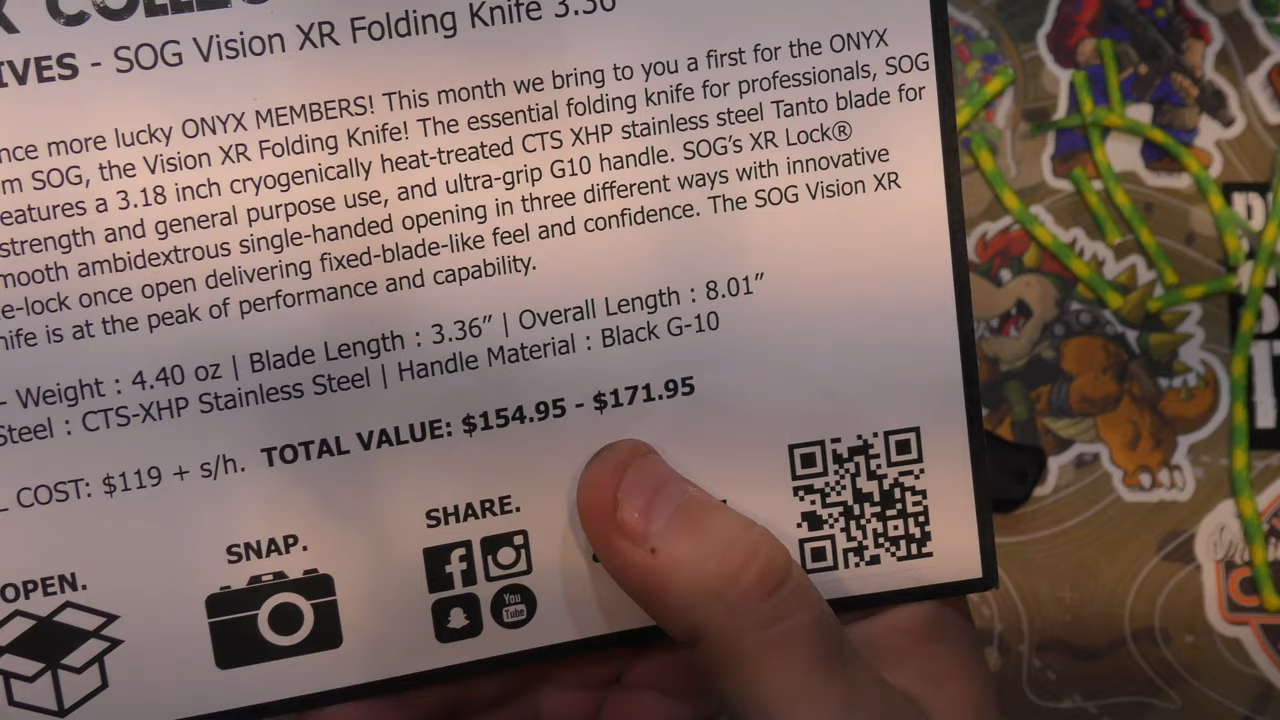 IVES - SOG Vision XR Folding Knife 3.36
nce more lucky ONYX MEMBERS! This month we bring to you a first for the ONYX
m SOG, the Vision XR Folding Knife! The essential folding knife for professionals, SOG
eatures a 3.18 inch cryogenically heat-treated CTS XHP stainless steel Tanto blade for
strength and general purpose use, and ultra-grip G10 handle. SOG's XR Lock®
mooth ambidextrous single-handed opening in three different ways with innovative
e-lock once open delivering fixed-blade-like feel and confidence. The SOG Vision XR
nife is at the peak of performance and capability.
- Weight : 4.40 oz | Blade Length : 3.36" | Overall Length : 8.01"
Steel : CTS-XHP Stainless Steel | Handle Material : Black G-10
L COST: $119 + s/h. TOTAL VALUE: $154.95 - $171.95
OPEN.
SNAP.
SHARE.
You
Tube